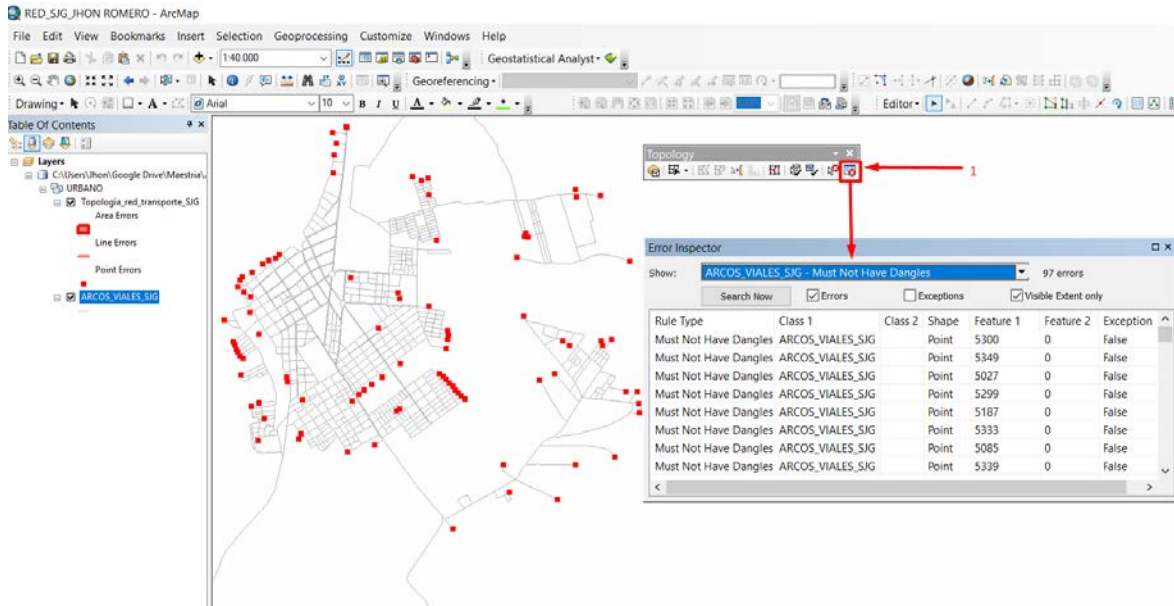 RED_SJG_JHON ROMERO - ArcMap
File Edit View Bookmarks Insert Selection Geoprocessing Customize Windows Help
1:40.000 Geostatistical Analyst
Georeferencing
Drawing A Arial 10 B I U A Editor
Table Of Contents
Layers
C:\Users\Jhon\Google Drive\Maestria\
URBANO
Topologia_red_transporte_SJG
Area Errors
Line Errors
Point Errors
ARCOS_VIALES_SJG
Topology
1
Error Inspector
Show: ARCOS_VIALES_SJG - Must Not Have Dangles 97 errors
Search Now Errors Exceptions Visible Extent only
Rule Type Class 1 Class 2 Shape Feature 1 Feature 2 Exception
Must Not Have Dangles ARCOS_VIALES_SJG Point 5300 0 False
Must Not Have Dangles ARCOS_VIALES_SJG Point 5349 0 False
Must Not Have Dangles ARCOS_VIALES_SJG Point 5027 0 False
Must Not Have Dangles ARCOS_VIALES_SJG Point 5299 0 False
Must Not Have Dangles ARCOS_VIALES_SJG Point 5187 0 False
Must Not Have Dangles ARCOS_VIALES_SJG Point 5333 0 False
Must Not Have Dangles ARCOS_VIALES_SJG Point 5085 0 False
Must Not Have Dangles ARCOS_VIALES_SJG Point 5339 0 False